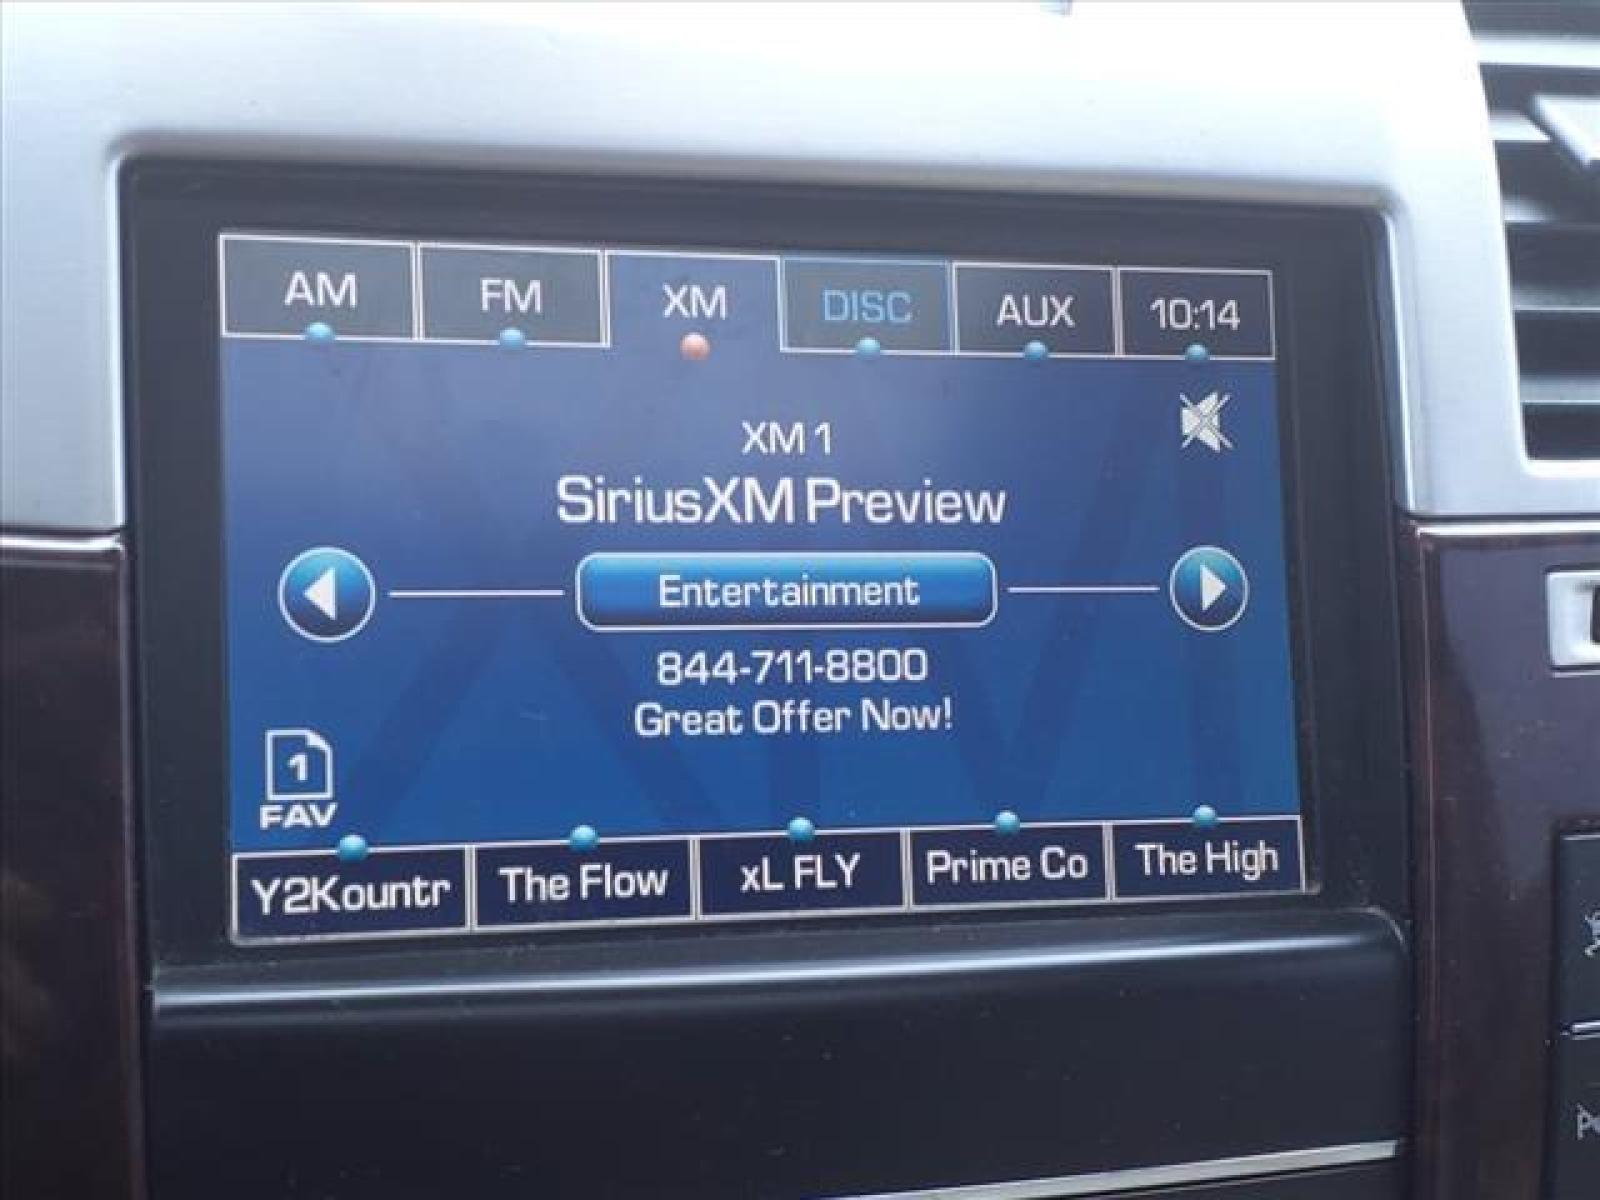 AM FM XM DISC AUX 10:14
XM 1
SiriusXM Preview
Entertainment
844-711-8800
Great Offer Now!
1
FAV
Y2Kountr The Flow xL FLY Prime Co The High